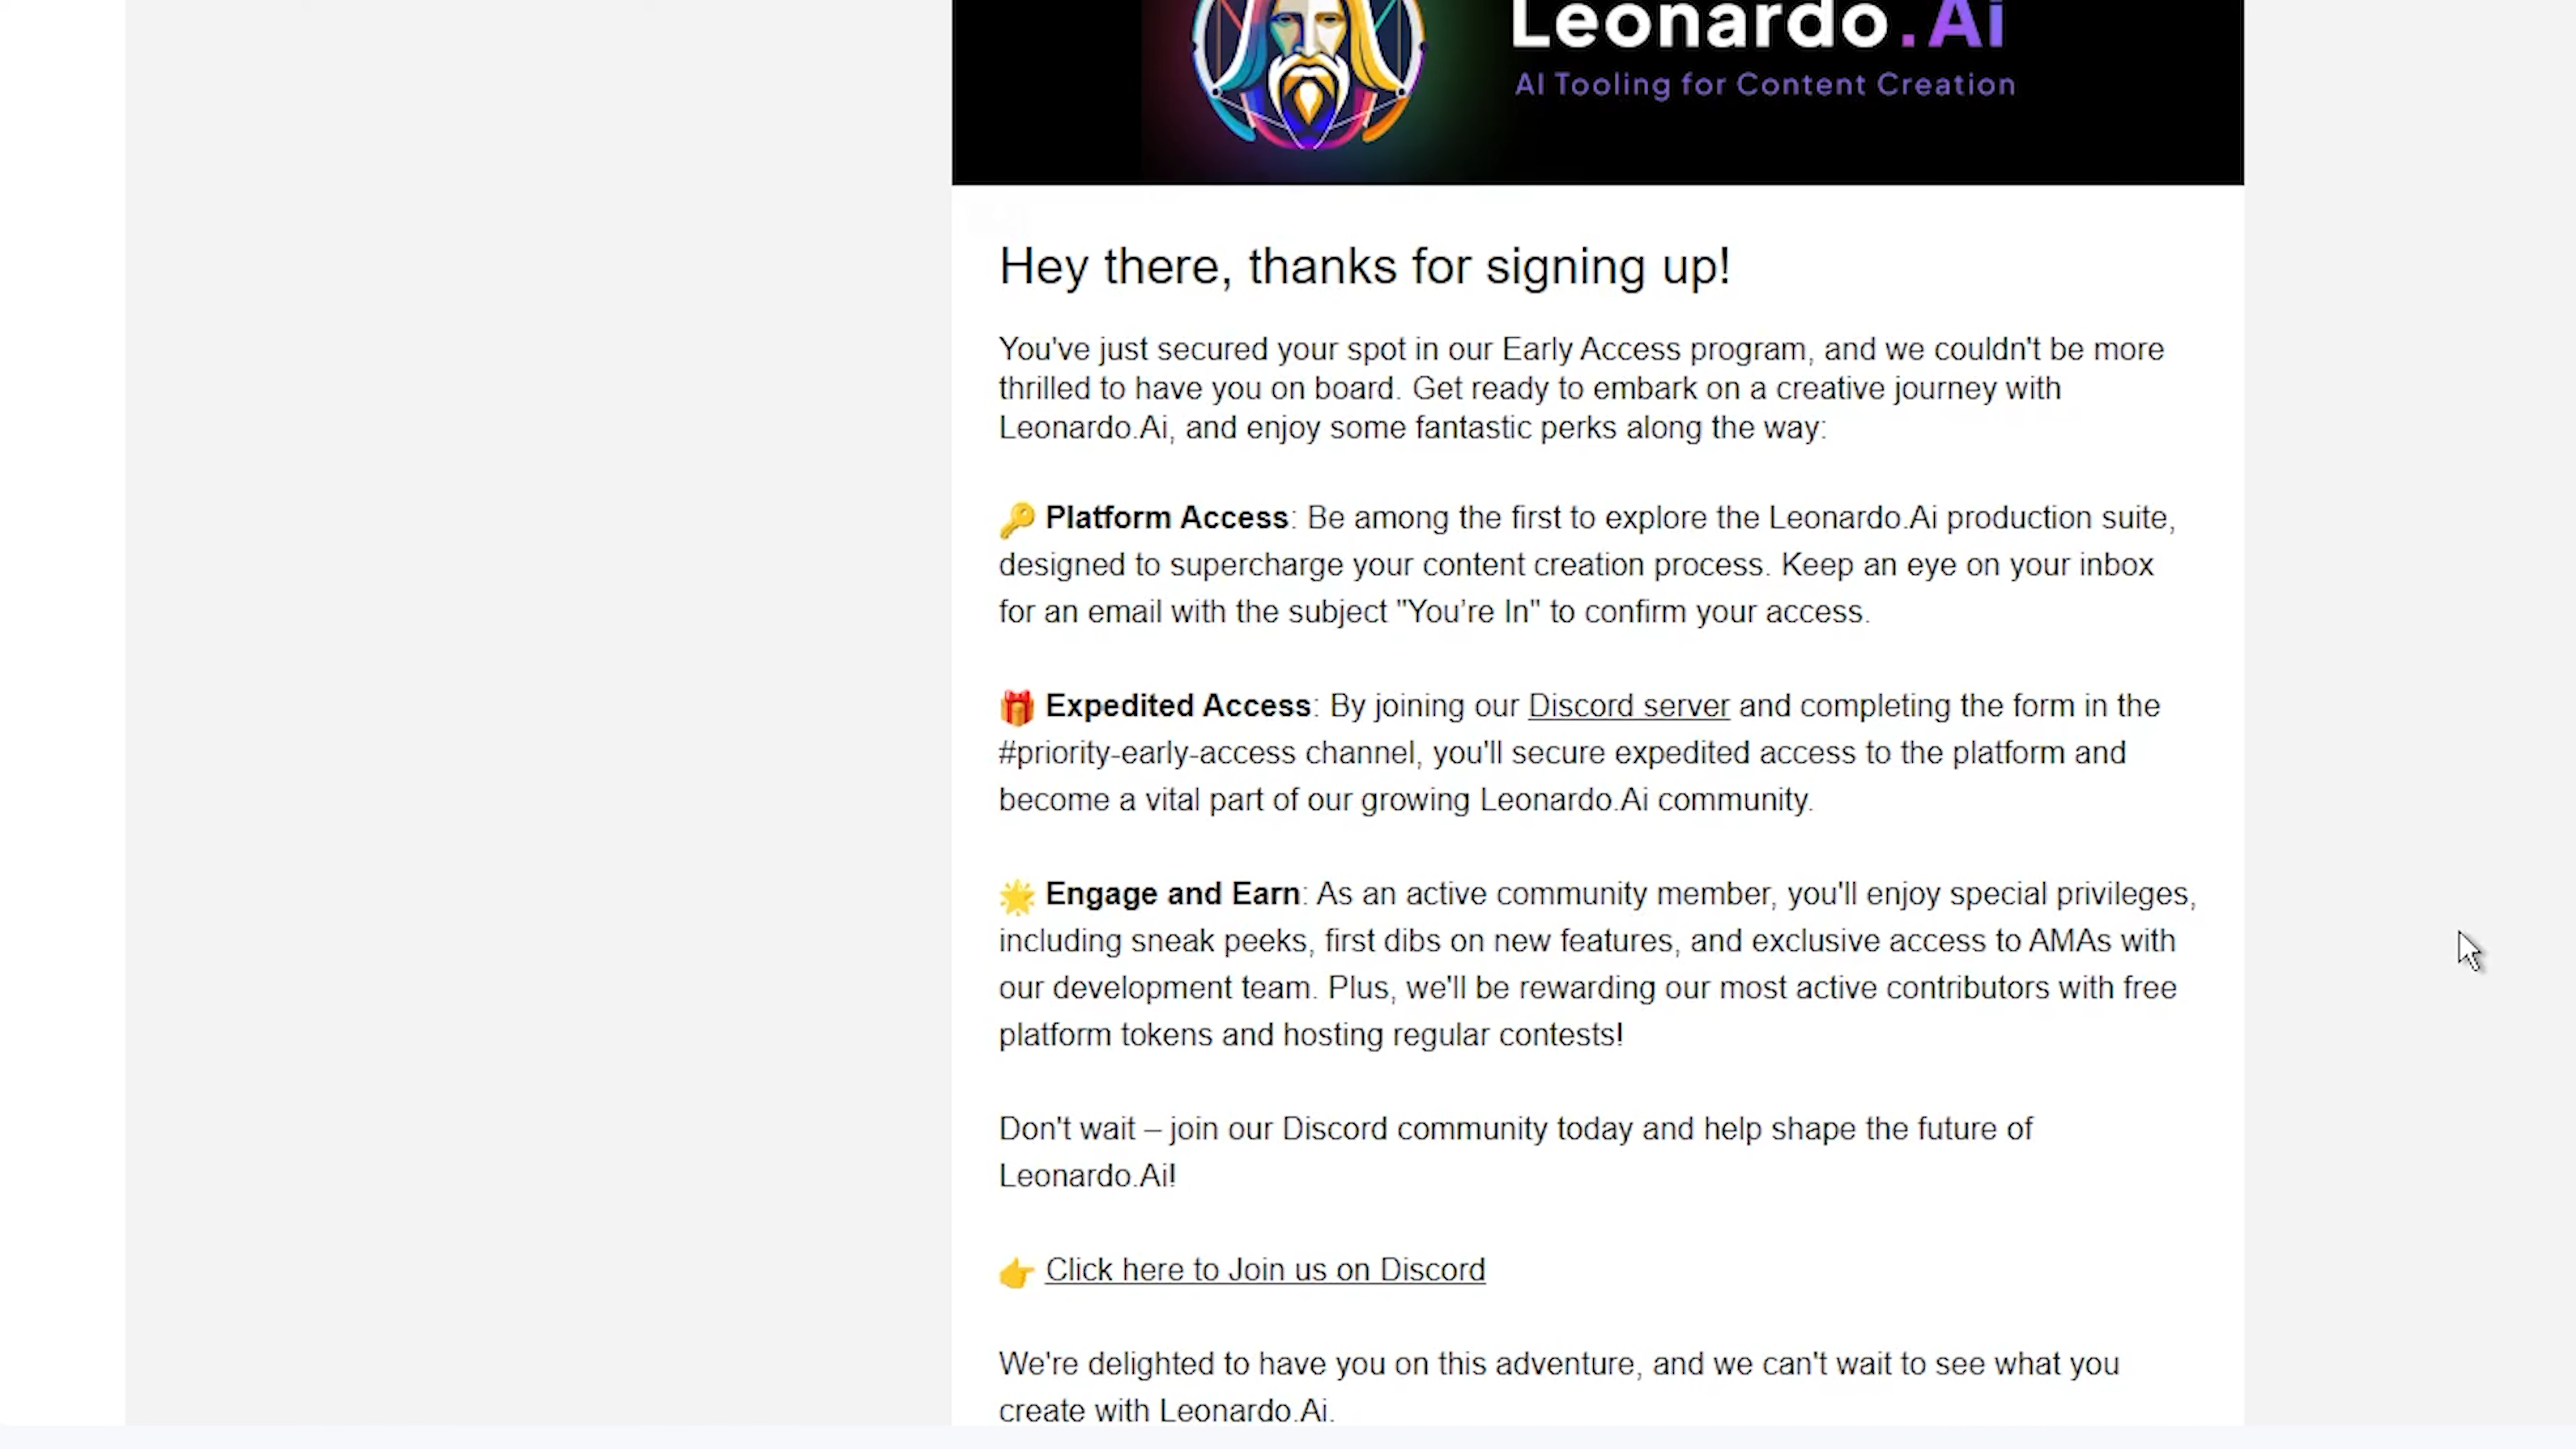 Leonardo.Ai
AI Tooling for Content Creation
Hey there, thanks for signing up!
You've just secured your spot in our Early Access program, and we couldn't be more
thrilled to have you on board. Get ready to embark on a creative journey with
Leonardo.Ai, and enjoy some fantastic perks along the way:
🔑 Platform Access: Be among the first to explore the Leonardo.Ai production suite,
designed to supercharge your content creation process. Keep an eye on your inbox
for an email with the subject "You're In" to confirm your access.
🎁 Expedited Access: By joining our Discord server and completing the form in the
#priority-early-access channel, you'll secure expedited access to the platform and
become a vital part of our growing Leonardo.Ai community.
🌟 Engage and Earn: As an active community member, you'll enjoy special privileges,
including sneak peeks, first dibs on new features, and exclusive access to AMAs with
our development team. Plus, we'll be rewarding our most active contributors with free
platform tokens and hosting regular contests!
Don't wait – join our Discord community today and help shape the future of
Leonardo.Ai!
👉 Click here to Join us on Discord
We're delighted to have you on this adventure, and we can't wait to see what you
create with Leonardo.Ai.